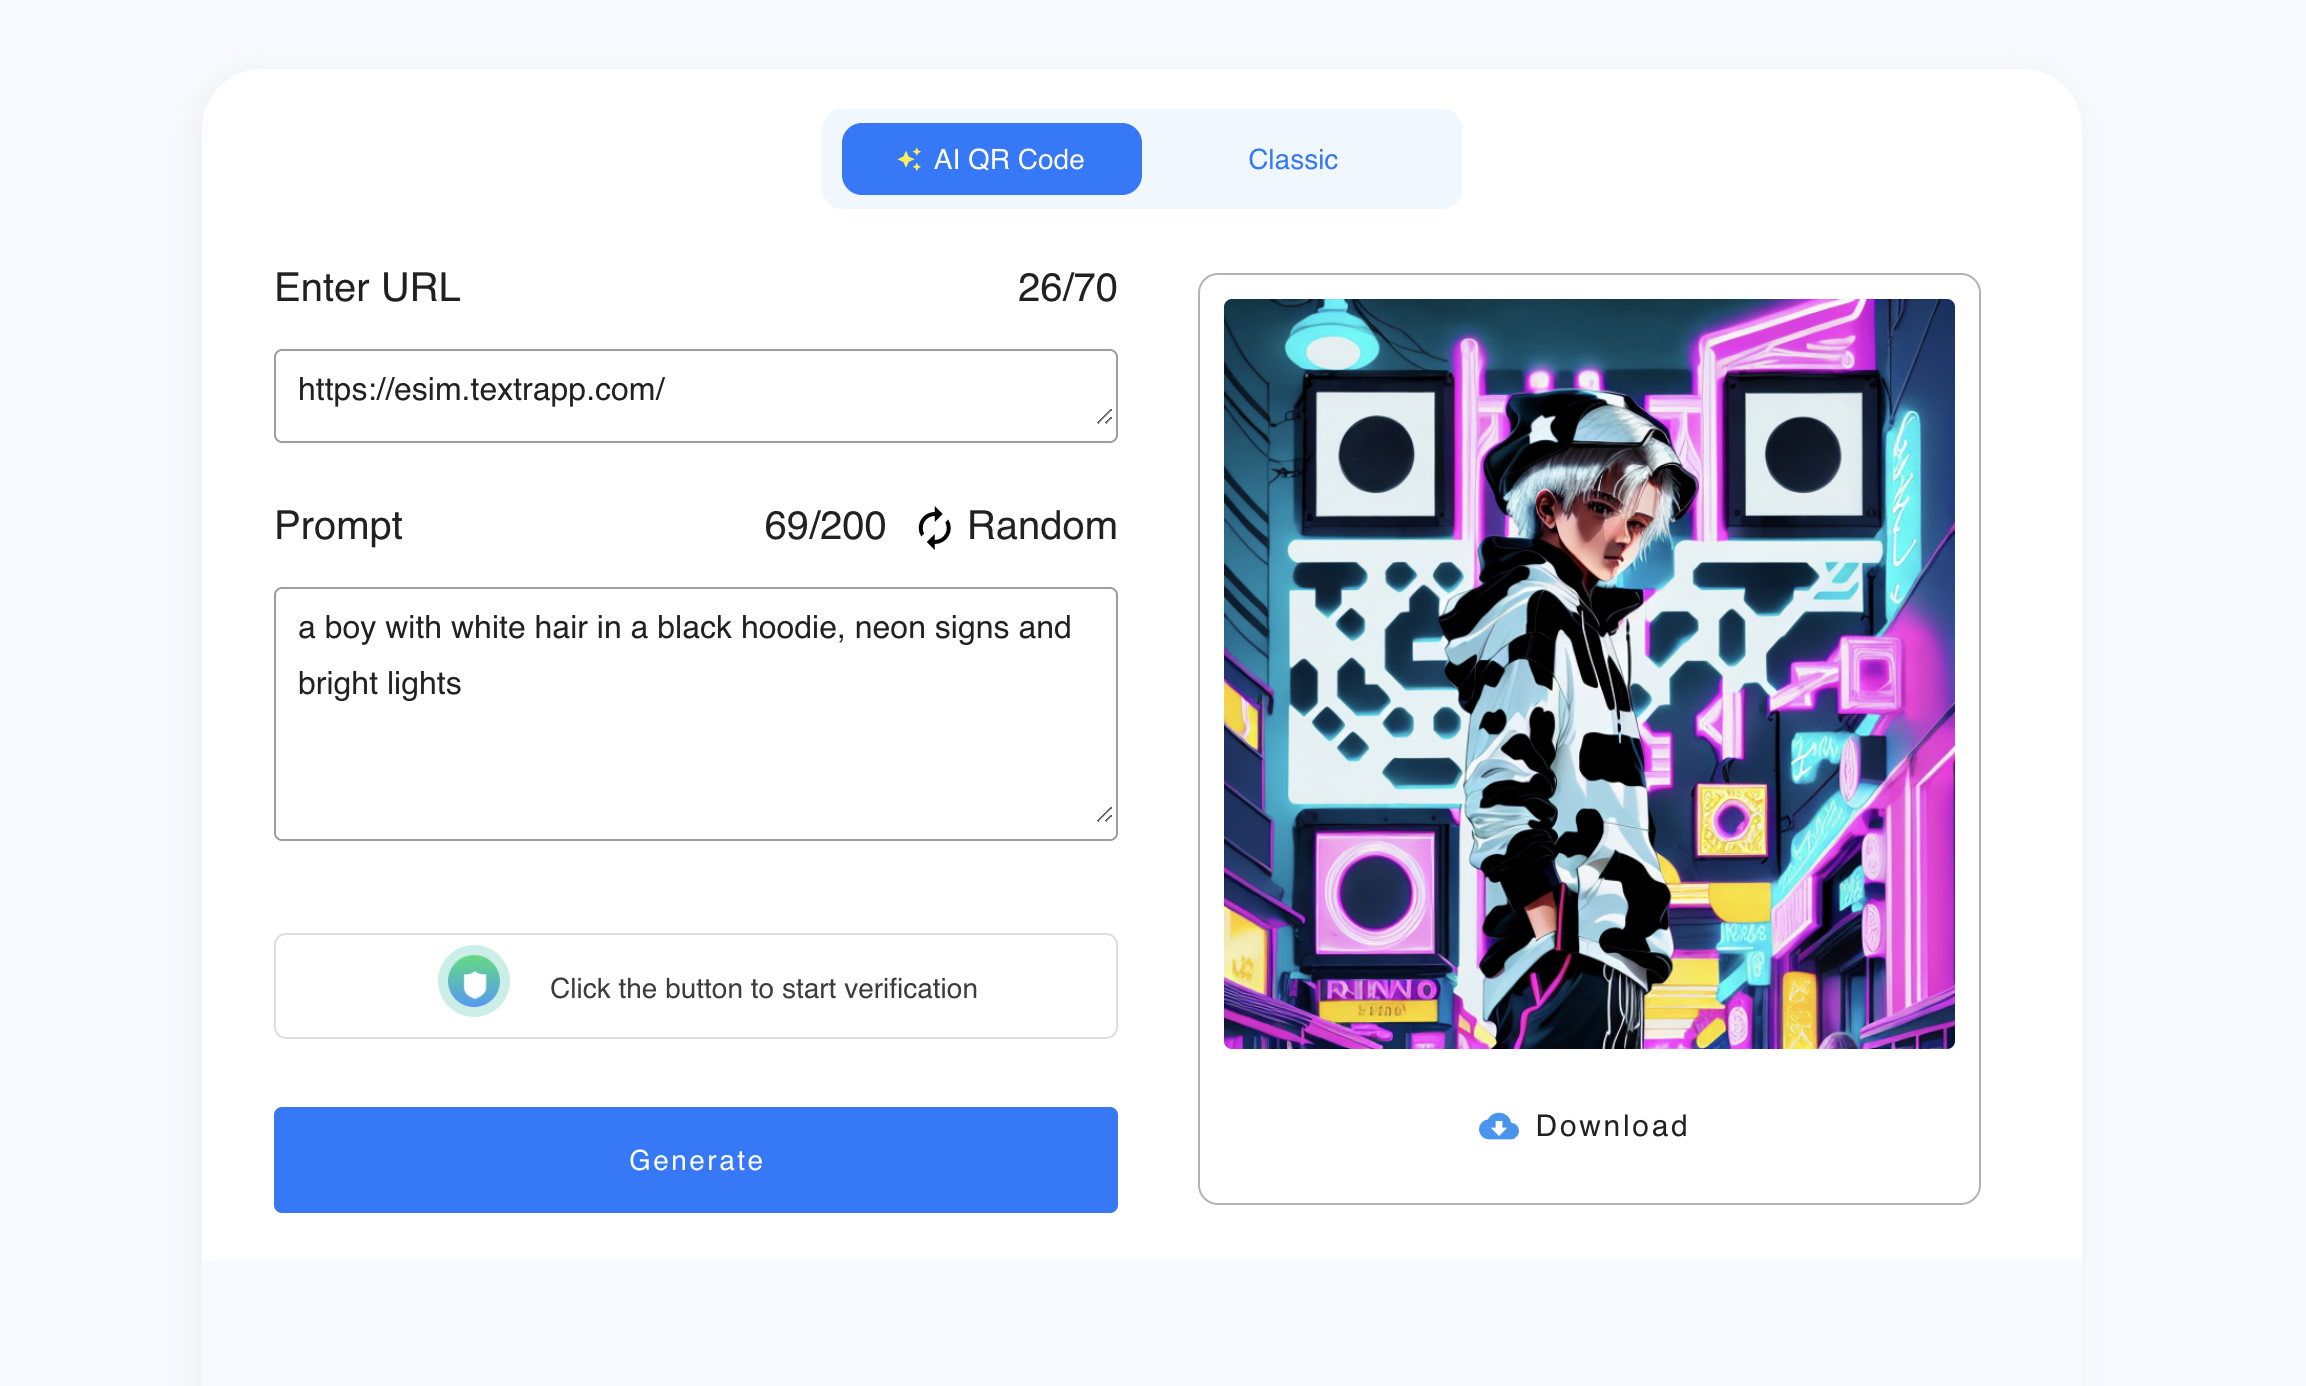 AI QR Code
Classic
Enter URL
26/70
https://esim.textrapp.com/
Prompt
69/200
Random
a boy with white hair in a black hoodie, neon signs and
bright lights
Click the button to start verification
Generate
Download